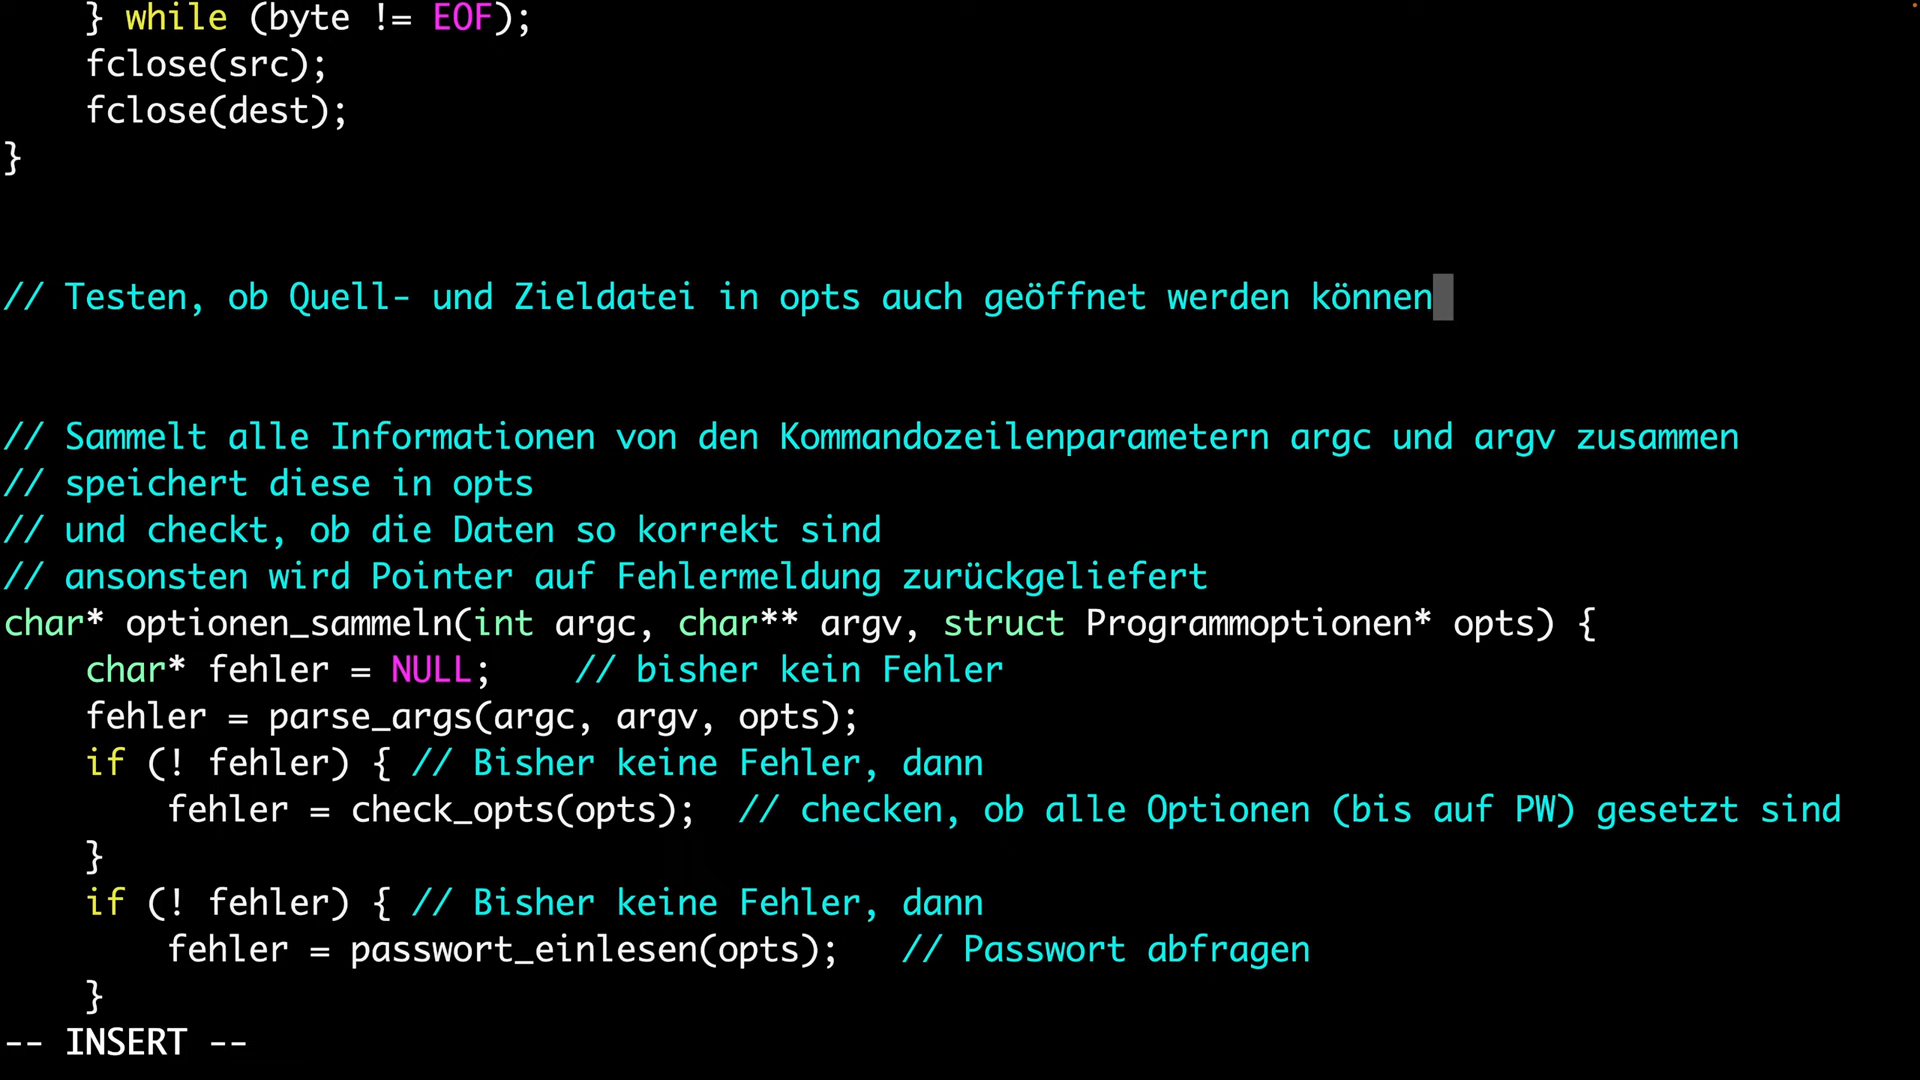 } while (byte != EOF);
fclose(src);
fclose(dest);
}
// Testen, ob Quell- und Zieldatei in opts auch geöffnet werden können
// Sammelt alle Informationen von den Kommandozeilenparametern argc und argv zusammen
// speichert diese in opts
// und checkt, ob die Daten so korrekt sind
// ansonsten wird Pointer auf Fehlermeldung zurückgeliefert
char* optionen_sammeln(int argc, char** argv, struct Programmoptionen* opts) {
char* fehler = NULL;    // bisher kein Fehler
fehler = parse_args(argc, argv, opts);
if (! fehler) { // Bisher keine Fehler, dann
fehler = check_opts(opts);  // checken, ob alle Optionen (bis auf PW) gesetzt sind
}
if (! fehler) { // Bisher keine Fehler, dann
fehler = passwort_einlesen(opts);   // Passwort abfragen
}
-- INSERT --